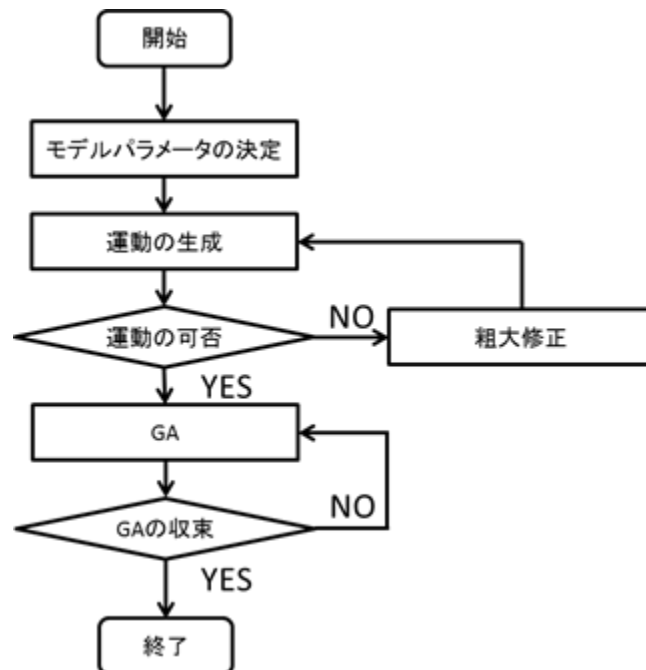 開始
モデルパラメータの決定
運動の生成
運動の可否
NO
粗大修正
YES
GA
GAの収束
NO
YES
終了